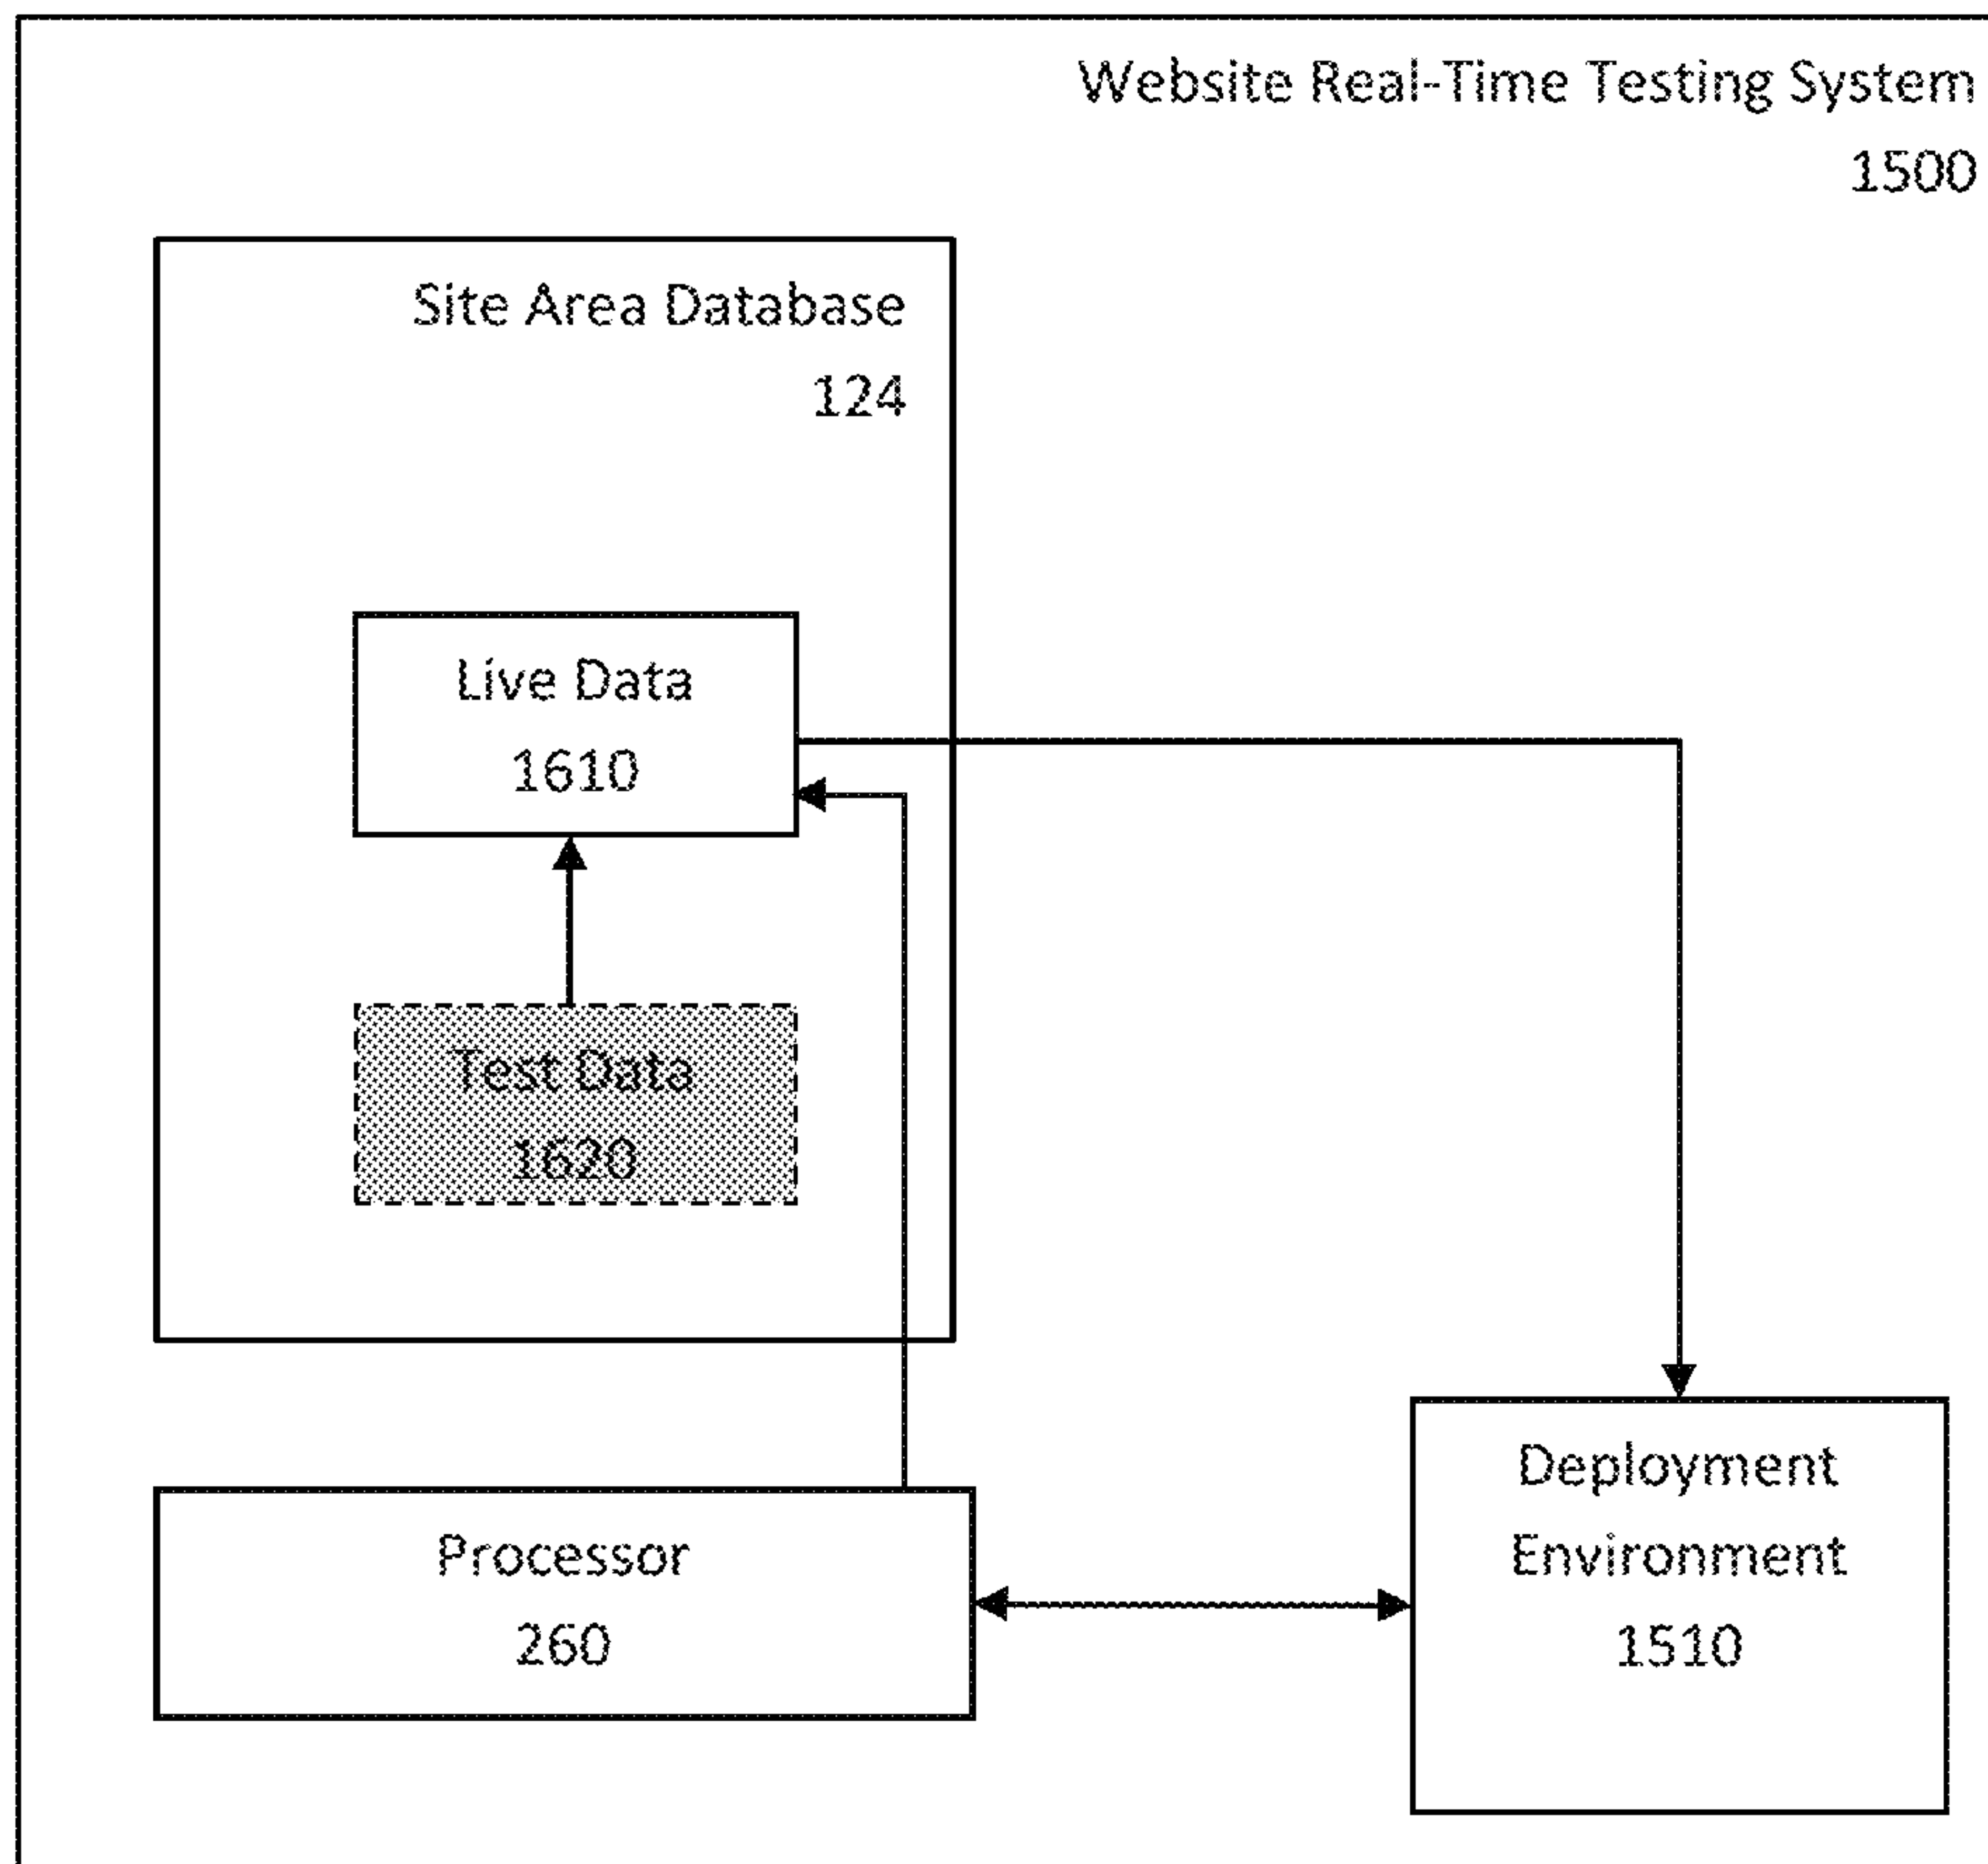 Website Real-Time Testing System
1500
Site Area Database
124
Live Data
1610
Test Data
1620
Processor
260
Deployment
Environment
1510